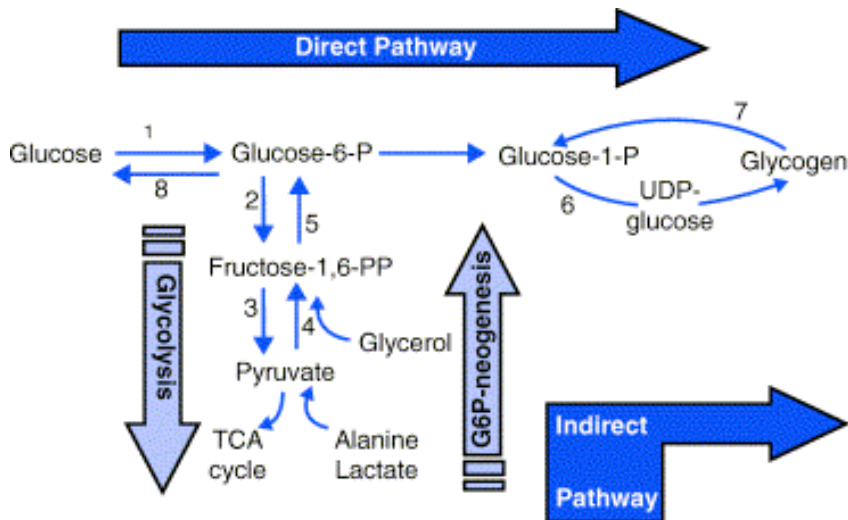 Direct Pathway
1
7
Glucose
Glucose-6-P
Glucose-1-P
Glycogen
8
2
5
6
UDP-
glucose
Fructose-1,6-PP
Glycolysis
G6P-neogenesis
3
4
Glycerol
Pyruvate
TCA
cycle
Alanine
Lactate
Indirect
Pathway